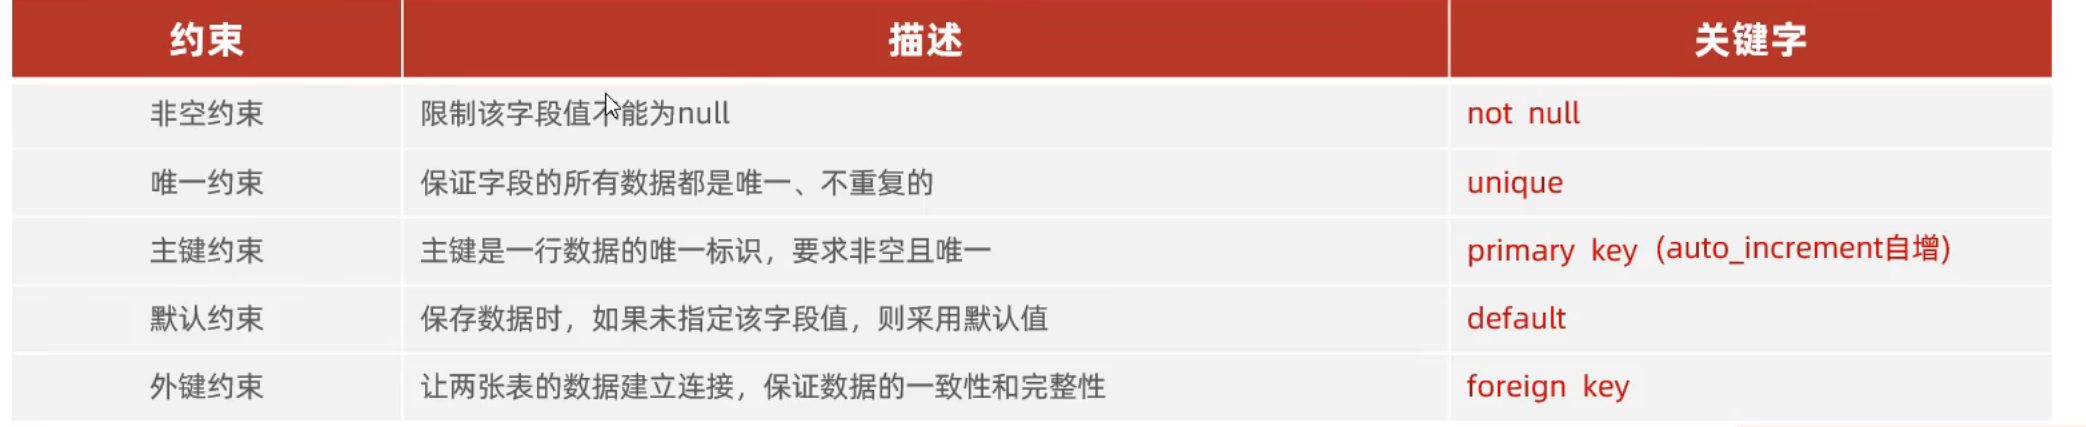 约束 描述 关键字
非空约束 限制该字段值不能为null not null
唯一约束 保证字段的所有数据都是唯一、不重复的 unique
主键约束 主键是一行数据的唯一标识，要求非空且唯一 primary key (auto_increment自增)
默认约束 保存数据时，如果未指定该字段值，则采用默认值 default
外键约束 让两张表的数据建立连接，保证数据的一致性和完整性 foreign key